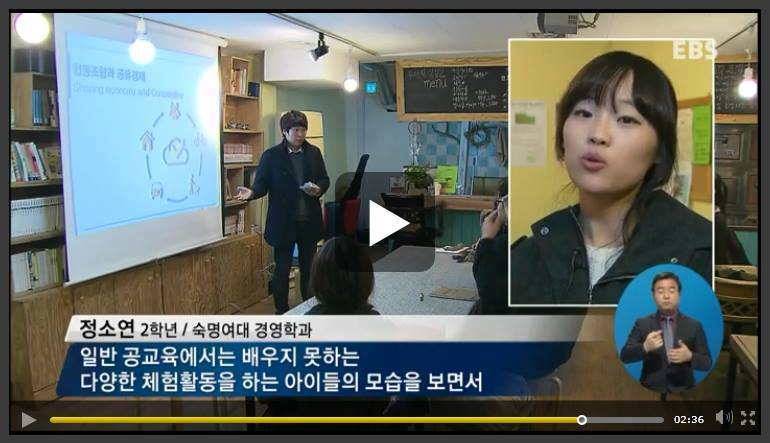 EBS
협동조합과 공유경제
Sharing economy and Cooperative
menu
정소연 2학년 / 숙명여대 경영학과
일반 공교육에서는 배우지 못하는
다양한 체험활동을 하는 아이들의 모습을 보면서
02:36